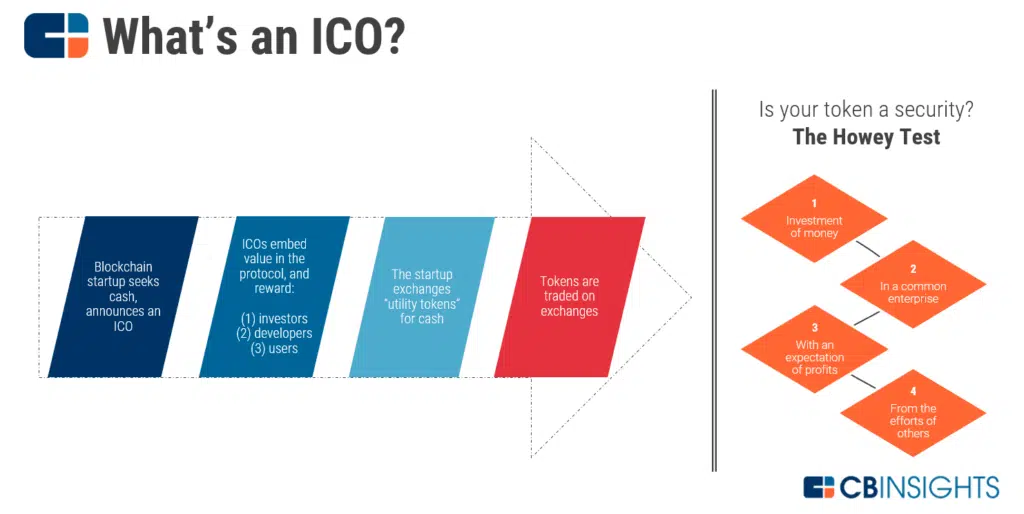 What's an ICO?
Blockchain
startup seeks
cash,
announces an
ICO
ICOs embed
value in the
protocol, and
reward:
(1) investors
(2) developers
(3) users
The startup
exchanges
"utility tokens"
for cash
Tokens are
traded on
exchanges
Is your token a security?
The Howey Test
1
Investment
of money
2
In a common
enterprise
3
With an
expectation
of profits
4
From the
efforts of
others
CBINSIGHTS